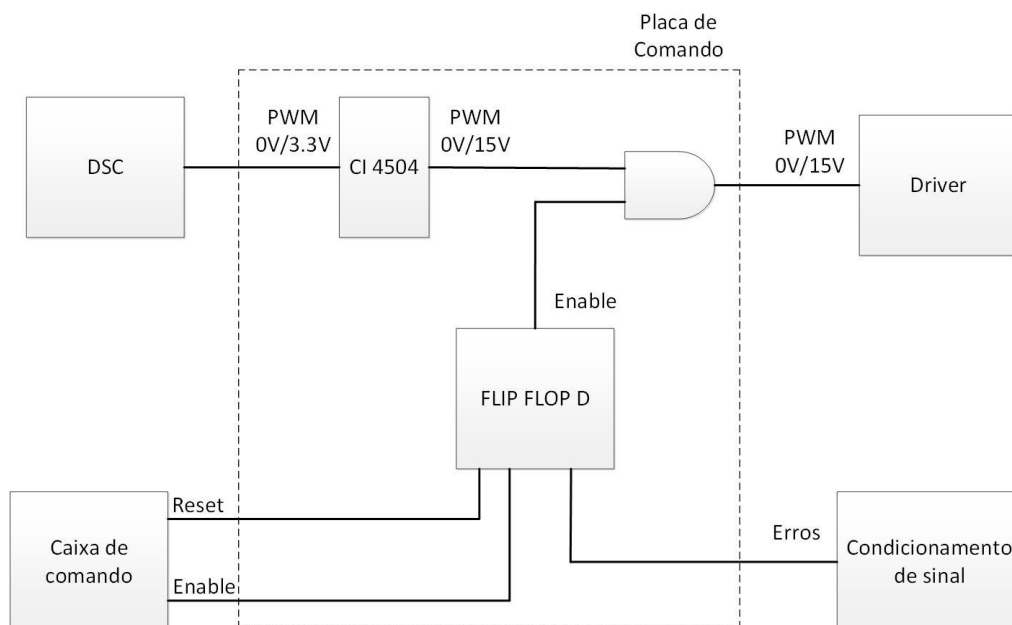 Placa de
Comando
DSC
PWM
0V/3.3V
CI 4504
PWM
0V/15V
PWM
0V/15V
Driver
Enable
FLIP FLOP D
Caixa de
comando
Reset
Enable
Erros
Condicionamento
de sinal